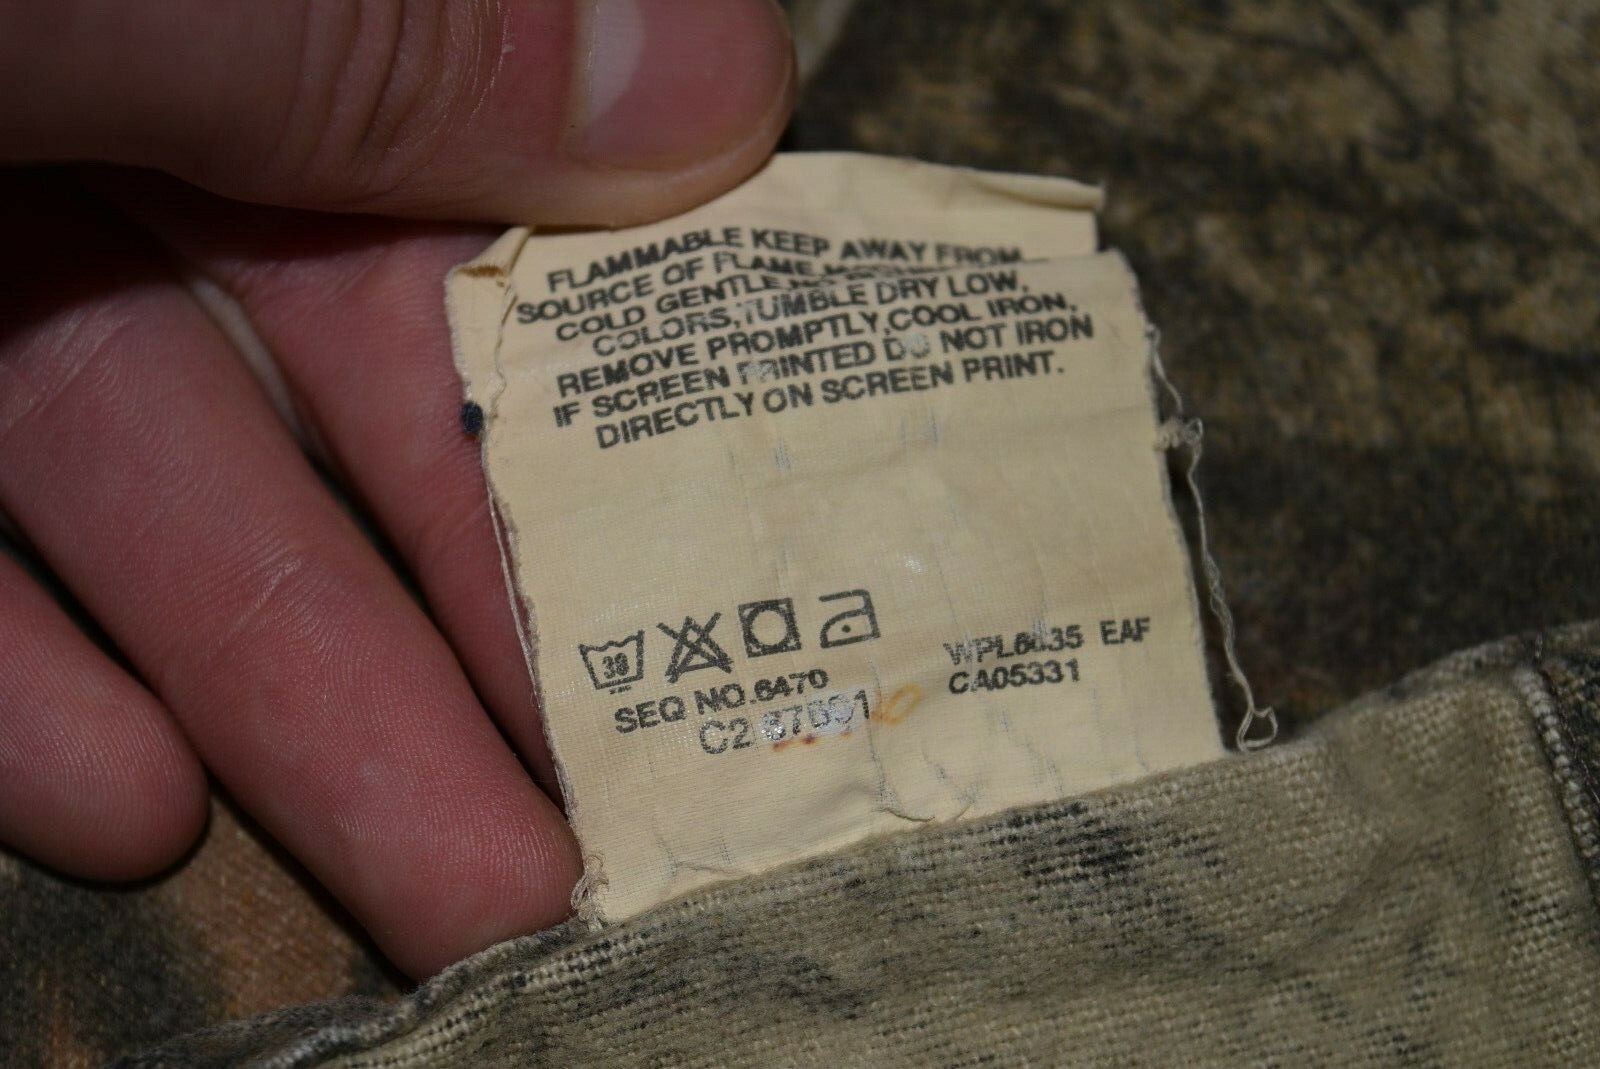 FLAMMABLE KEEP AWAY FROM
SOURCE OF FLAME,
COLD GENTLE,
COLORS,TUMBLE DRY LOW,
REMOVE PROMPTLY,COOL IRON,
IF SCREEN PRINTED DO NOT IRON
DIRECTLY ON SCREEN PRINT.
30
SEQ NO.6470
C2
EAF
CA05331